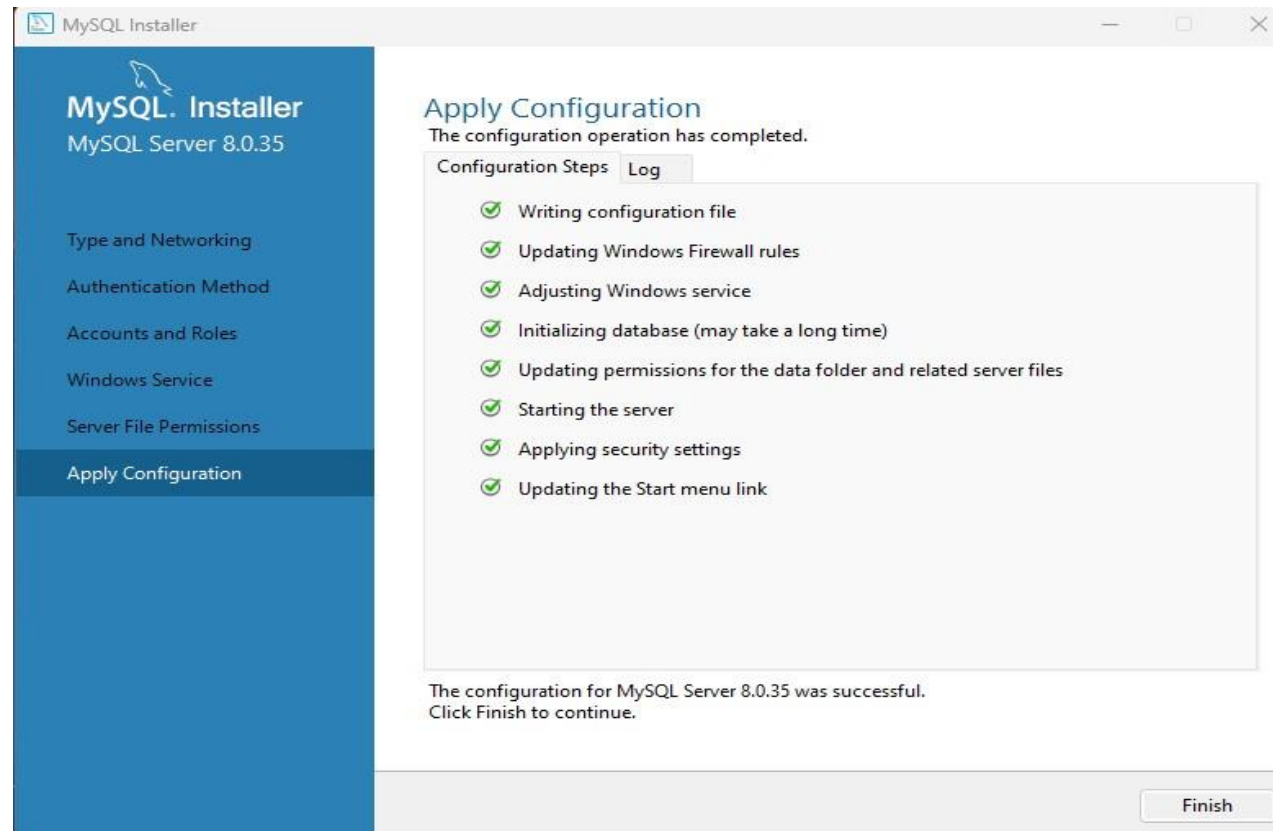 MySQL Installer
MySQL. Installer
MySQL Server 8.0.35
Type and Networking
Authentication Method
Accounts and Roles
Windows Service
Server File Permissions
Apply Configuration
Apply Configuration
The configuration operation has completed.
Configuration Steps Log
Writing configuration file
Updating Windows Firewall rules
Adjusting Windows service
Initializing database (may take a long time)
Updating permissions for the data folder and related server files
Starting the server
Applying security settings
Updating the Start menu link
The configuration for MySQL Server 8.0.35 was successful.
Click Finish to continue.
Finish